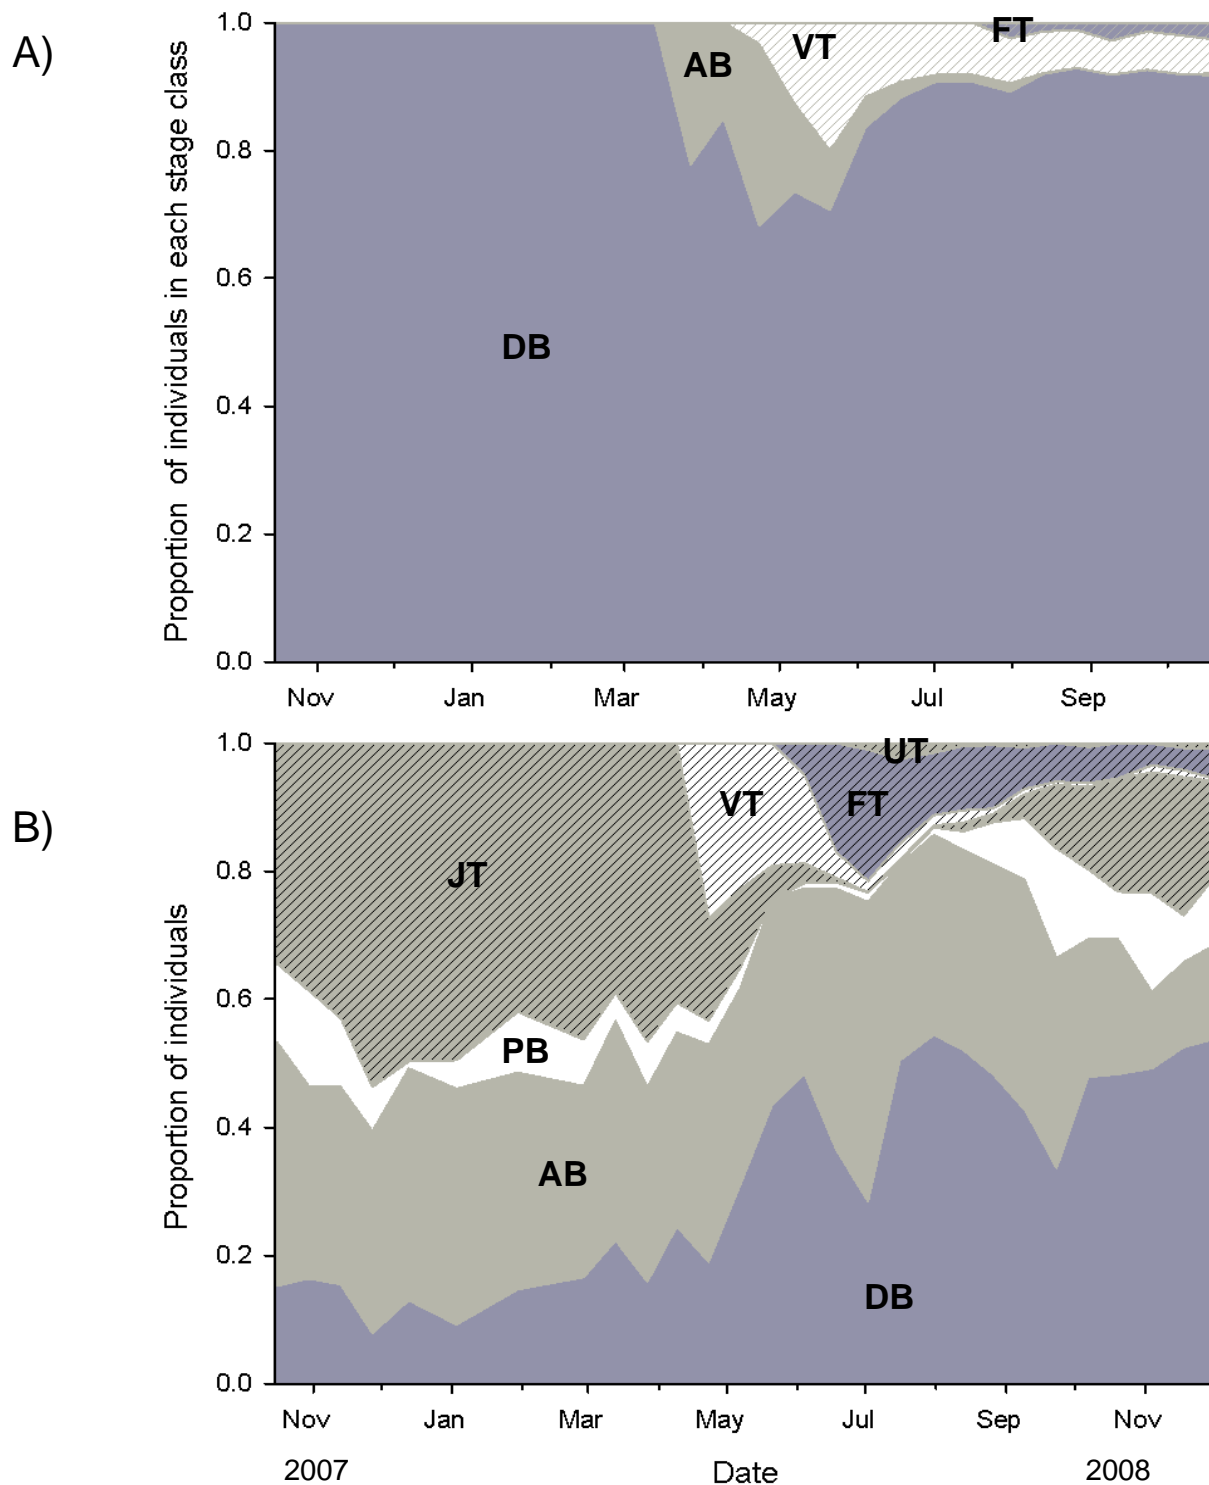 A)
Proportion of individuals in each stage class
1.0
0.8
0.6
0.4
0.2
0.0
FT
VT
AB
DB
Nov Jan Mar May Jul Sep
B)
Proportion of individuals
1.0
0.8
0.6
0.4
0.2
0.0
UT
VT FT
JT
PB
AB
DB
Nov Jan Mar May Jul Sep Nov
2007 Date 2008